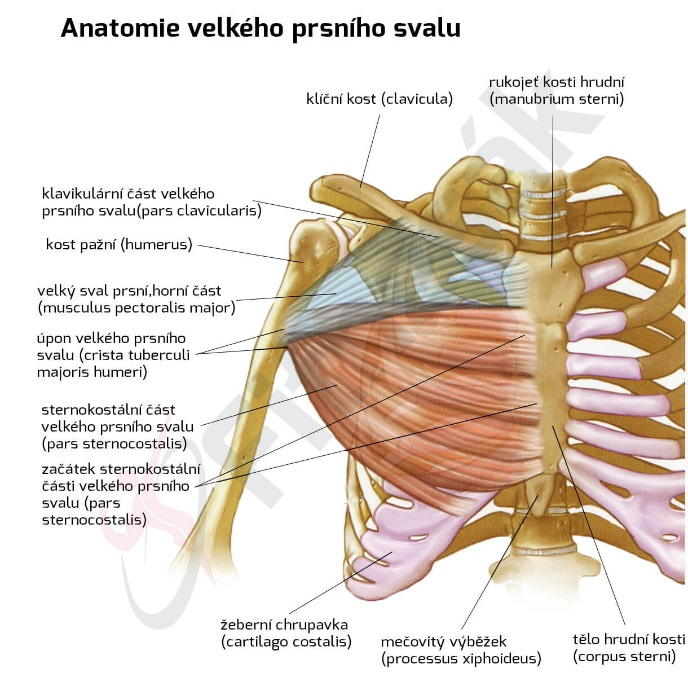 Anatomie velkého prsního svalu
rukojeť kosti hrudní
(manubrium sterni)
klíční kost (clavicula)
klavikulární část velkého
prsního svalu(pars clavicularis)
kost pažní (humerus)
velký sval prsní,horní část
(musculus pectoralis major)
úpon velkého prsního
svalu (crista tuberculi
majoris humeri)
sternokostální část
velkého prsního svalu
(pars sternocostalis)
začátek sternokostální
části velkého prsního
svalu (pars
sternocostalis)
žeberní chrupavka
(cartilago costalis)
mečovitý výběžek
(processus xiphoideus)
tělo hrudní kosti
(corpus sterni)